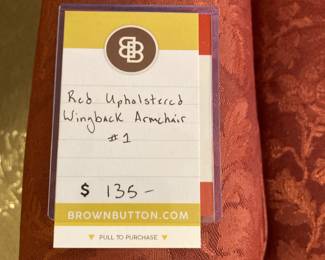 BB
Red Upholstered
Wingback Armchair
#1
$ 135-
BROWNBUTTON.COM
▼ PULL TO PURCHASE ▼